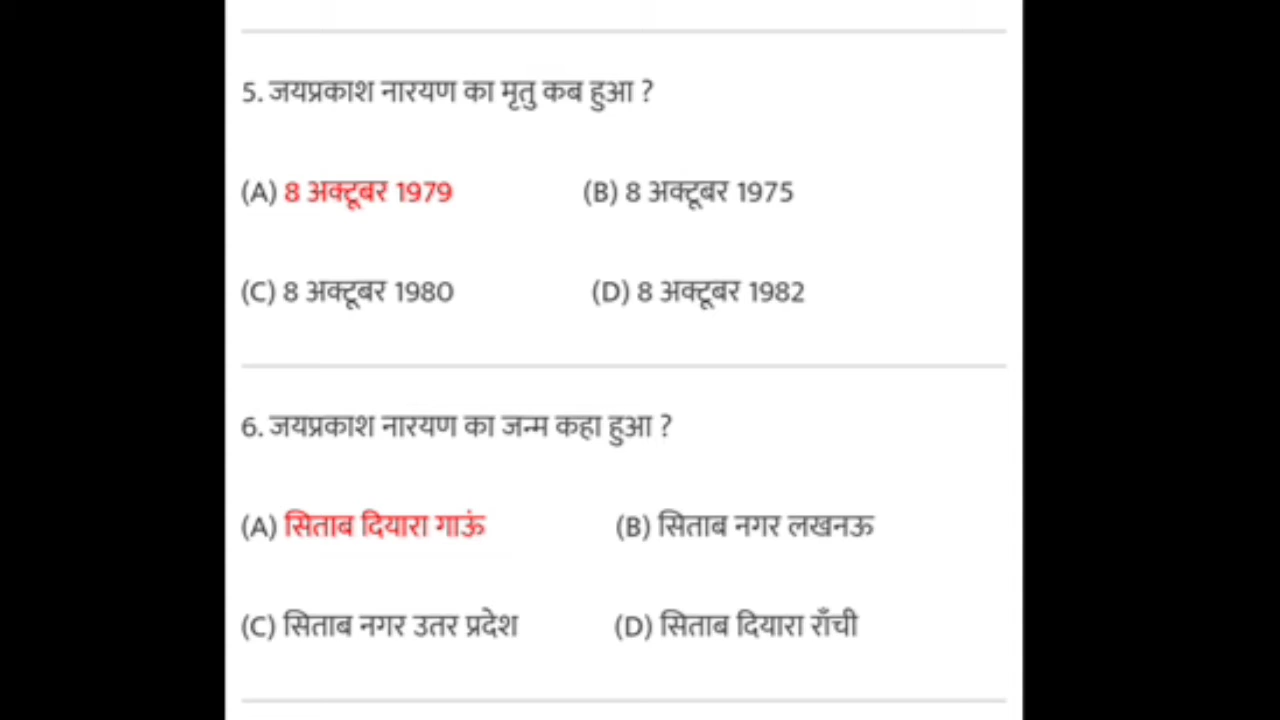 5. जयप्रकाश नारयण का मृतु कब हुआ ?
(A) 8 अक्टूबर 1979 (B) 8 अक्टूबर 1975
(C) 8 अक्टूबर 1980 (D) 8 अक्टूबर 1982
6. जयप्रकाश नारयण का जन्म कहा हुआ ?
(A) सिताब दियारा गाऊं (B) सिताब नगर लखनऊ
(C) सिताब नगर उतर प्रदेश (D) सिताब दियारा राँची